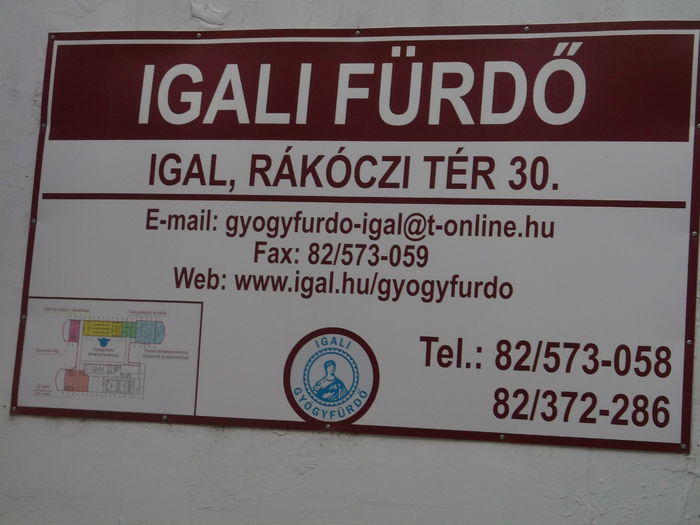 IGALI FÜRDŐ
IGAL, RÁKÓCZI TÉR 30.
E-mail: gyogyfurdo-igal@t-online.hu
Fax: 82/573-059
Web: www.igal.hu/gyogyfurdo
Tel.: 82/573-058
82/372-286
IGALI
GYÓGYFÜRDŐ